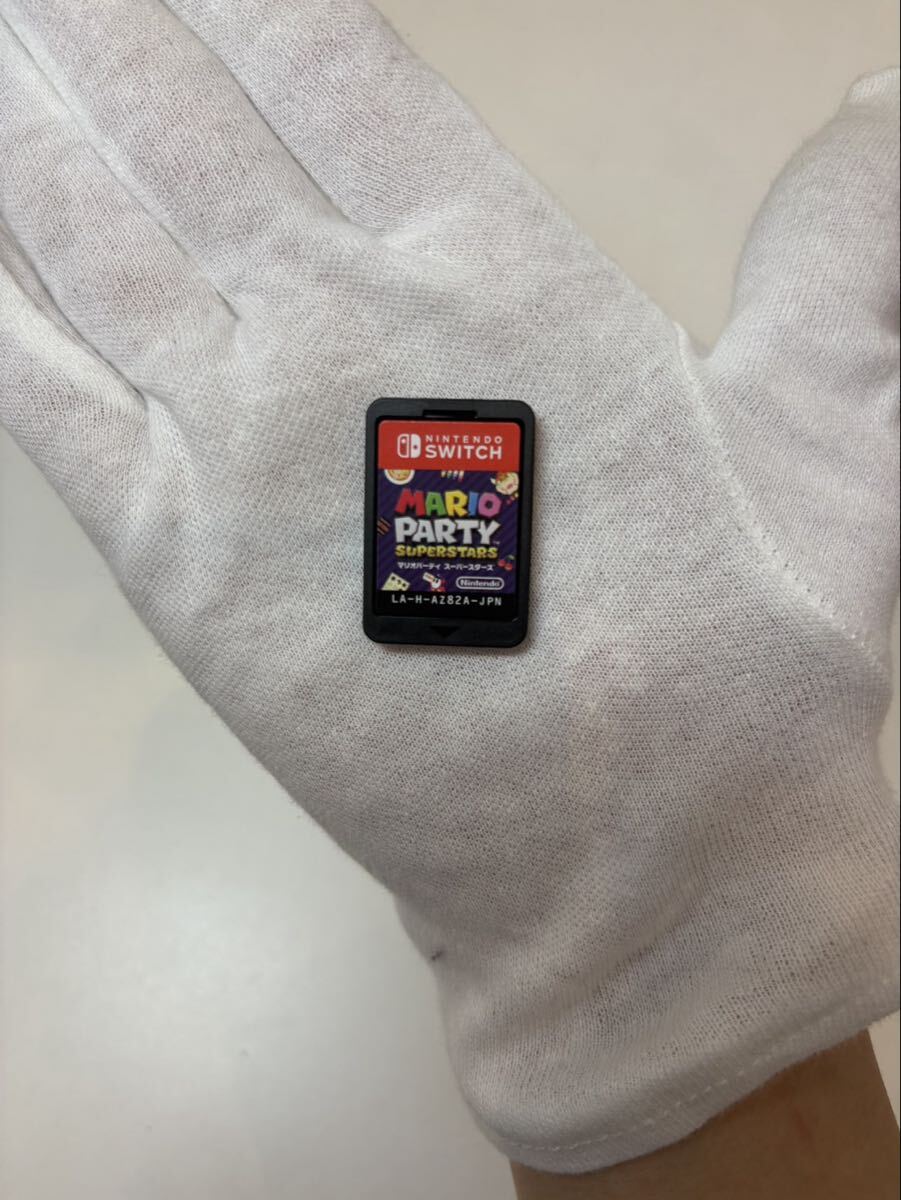 NINTENDO
SWITCH
MARIO
PARTY™
SUPERSTARS
マリオパーティ スーパースターズ
Nintendo
LA-H-AZ82A-JPN